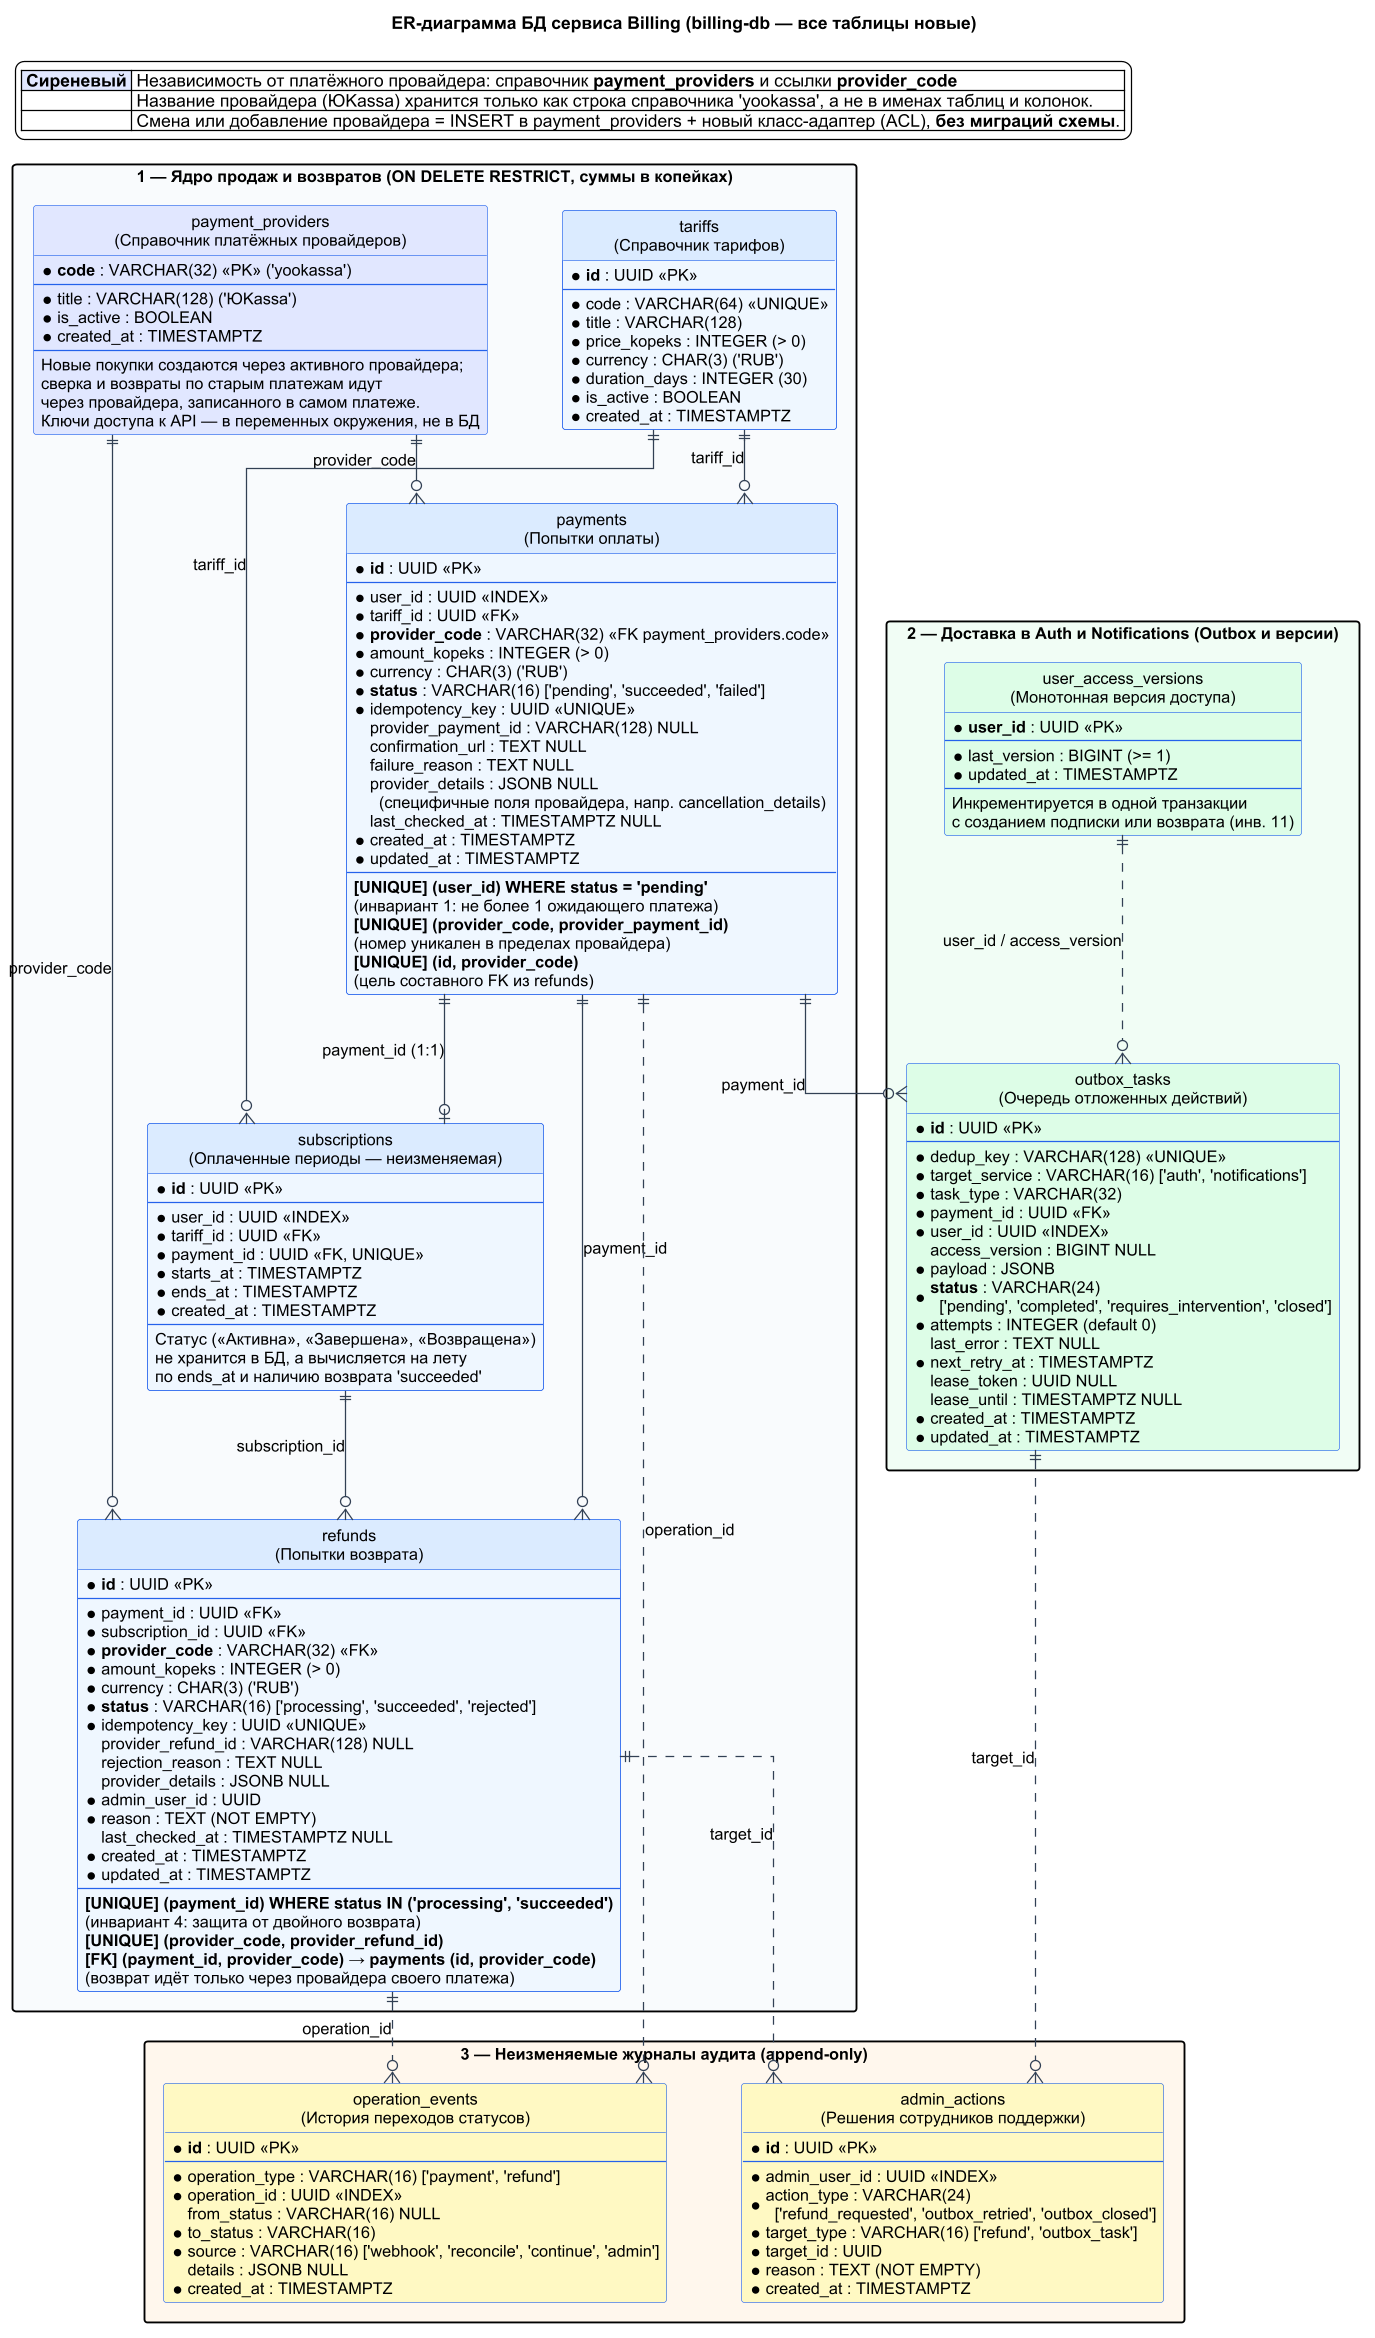 ER-диаграмма БД сервиса Billing (billing-db — все таблицы новые)
Сиреневый Независимость от платёжного провайдера: справочник payment_providers и ссылки provider_code
Название провайдера (ЮKassa) хранится только как строка справочника 'yookassa', а не в именах таблиц и колонок.
Смена или добавление провайдера = INSERT в payment_providers + новый класс-адаптер (ACL), без миграций схемы.
1 — Ядро продаж и возвратов (ON DELETE RESTRICT, суммы в копейках)
payment_providers
(Справочник платёжных провайдеров)
code : VARCHAR(32) «PK» ('yookassa')
title : VARCHAR(128) ('ЮKassa')
is_active : BOOLEAN
created_at : TIMESTAMPTZ
Новые покупки создаются через активного провайдера;
сверка и возвраты по старым платежам идут
через провайдера, записанного в самом платеже.
Ключи доступа к API — в переменных окружения, не в БД
tariffs
(Справочник тарифов)
id : UUID «PK»
code : VARCHAR(64) «UNIQUE»
title : VARCHAR(128)
price_kopeks : INTEGER (> 0)
currency : CHAR(3) ('RUB')
duration_days : INTEGER (30)
is_active : BOOLEAN
created_at : TIMESTAMPTZ
provider_code
tariff_id
tariff_id
payments
(Попытки оплаты)
id : UUID «PK»
user_id : UUID «INDEX»
tariff_id : UUID «FK»
provider_code : VARCHAR(32) «FK payment_providers.code»
amount_kopeks : INTEGER (> 0)
currency : CHAR(3) ('RUB')
status : VARCHAR(16) ['pending', 'succeeded', 'failed']
idempotency_key : UUID «UNIQUE»
provider_payment_id : VARCHAR(128) NULL
confirmation_url : TEXT NULL
failure_reason : TEXT NULL
provider_details : JSONB NULL
(специфичные поля провайдера, напр. cancellation_details)
last_checked_at : TIMESTAMPTZ NULL
created_at : TIMESTAMPTZ
updated_at : TIMESTAMPTZ
[UNIQUE] (user_id) WHERE status = 'pending'
(инвариант 1: не более 1 ожидающего платежа)
[UNIQUE] (provider_code, provider_payment_id)
(номер уникален в пределах провайдера)
[UNIQUE] (id, provider_code)
(цель составного FK из refunds)
2 — Доставка в Auth и Notifications (Outbox и версии)
user_access_versions
(Монотонная версия доступа)
user_id : UUID «PK»
last_version : BIGINT (>= 1)
updated_at : TIMESTAMPTZ
Инкрементируется в одной транзакции
с созданием подписки или возврата (инв. 11)
user_id / access_version
provider_code
payment_id (1:1)
payment_id
outbox_tasks
(Очередь отложенных действий)
id : UUID «PK»
dedup_key : VARCHAR(128) «UNIQUE»
target_service : VARCHAR(16) ['auth', 'notifications']
task_type : VARCHAR(32)
payment_id : UUID «FK»
user_id : UUID «INDEX»
access_version : BIGINT NULL
payload : JSONB
status : VARCHAR(24)
['pending', 'completed', 'requires_intervention', 'closed']
attempts : INTEGER (default 0)
last_error : TEXT NULL
next_retry_at : TIMESTAMPTZ
lease_token : UUID NULL
lease_until : TIMESTAMPTZ NULL
created_at : TIMESTAMPTZ
updated_at : TIMESTAMPTZ
subscriptions
(Оплаченные периоды — неизменяемая)
id : UUID «PK»
user_id : UUID «INDEX»
tariff_id : UUID «FK»
payment_id : UUID «FK, UNIQUE»
starts_at : TIMESTAMPTZ
ends_at : TIMESTAMPTZ
created_at : TIMESTAMPTZ
Статус («Активна», «Завершена», «Возвращена»)
не хранится в БД, а вычисляется на лету
по ends_at и наличию возврата 'succeeded'
payment_id
subscription_id
operation_id
refunds
(Попытки возврата)
id : UUID «PK»
payment_id : UUID «FK»
subscription_id : UUID «FK»
provider_code : VARCHAR(32) «FK»
amount_kopeks : INTEGER (> 0)
currency : CHAR(3) ('RUB')
status : VARCHAR(16) ['processing', 'succeeded', 'rejected']
idempotency_key : UUID «UNIQUE»
provider_refund_id : VARCHAR(128) NULL
rejection_reason : TEXT NULL
provider_details : JSONB NULL
admin_user_id : UUID
reason : TEXT (NOT EMPTY)
last_checked_at : TIMESTAMPTZ NULL
created_at : TIMESTAMPTZ
updated_at : TIMESTAMPTZ
[UNIQUE] (payment_id) WHERE status IN ('processing', 'succeeded')
(инвариант 4: защита от двойного возврата)
[UNIQUE] (provider_code, provider_refund_id)
[FK] (payment_id, provider_code) → payments (id, provider_code)
(возврат идёт только через провайдера своего платежа)
target_id
target_id
operation_id
3 — Неизменяемые журналы аудита (append-only)
operation_events
(История переходов статусов)
id : UUID «PK»
operation_type : VARCHAR(16) ['payment', 'refund']
operation_id : UUID «INDEX»
from_status : VARCHAR(16) NULL
to_status : VARCHAR(16)
source : VARCHAR(16) ['webhook', 'reconcile', 'continue', 'admin']
details : JSONB NULL
created_at : TIMESTAMPTZ
admin_actions
(Решения сотрудников поддержки)
id : UUID «PK»
admin_user_id : UUID «INDEX»
action_type : VARCHAR(24)
['refund_requested', 'outbox_retried', 'outbox_closed']
target_type : VARCHAR(16) ['refund', 'outbox_task']
target_id : UUID
reason : TEXT (NOT EMPTY)
created_at : TIMESTAMPTZ